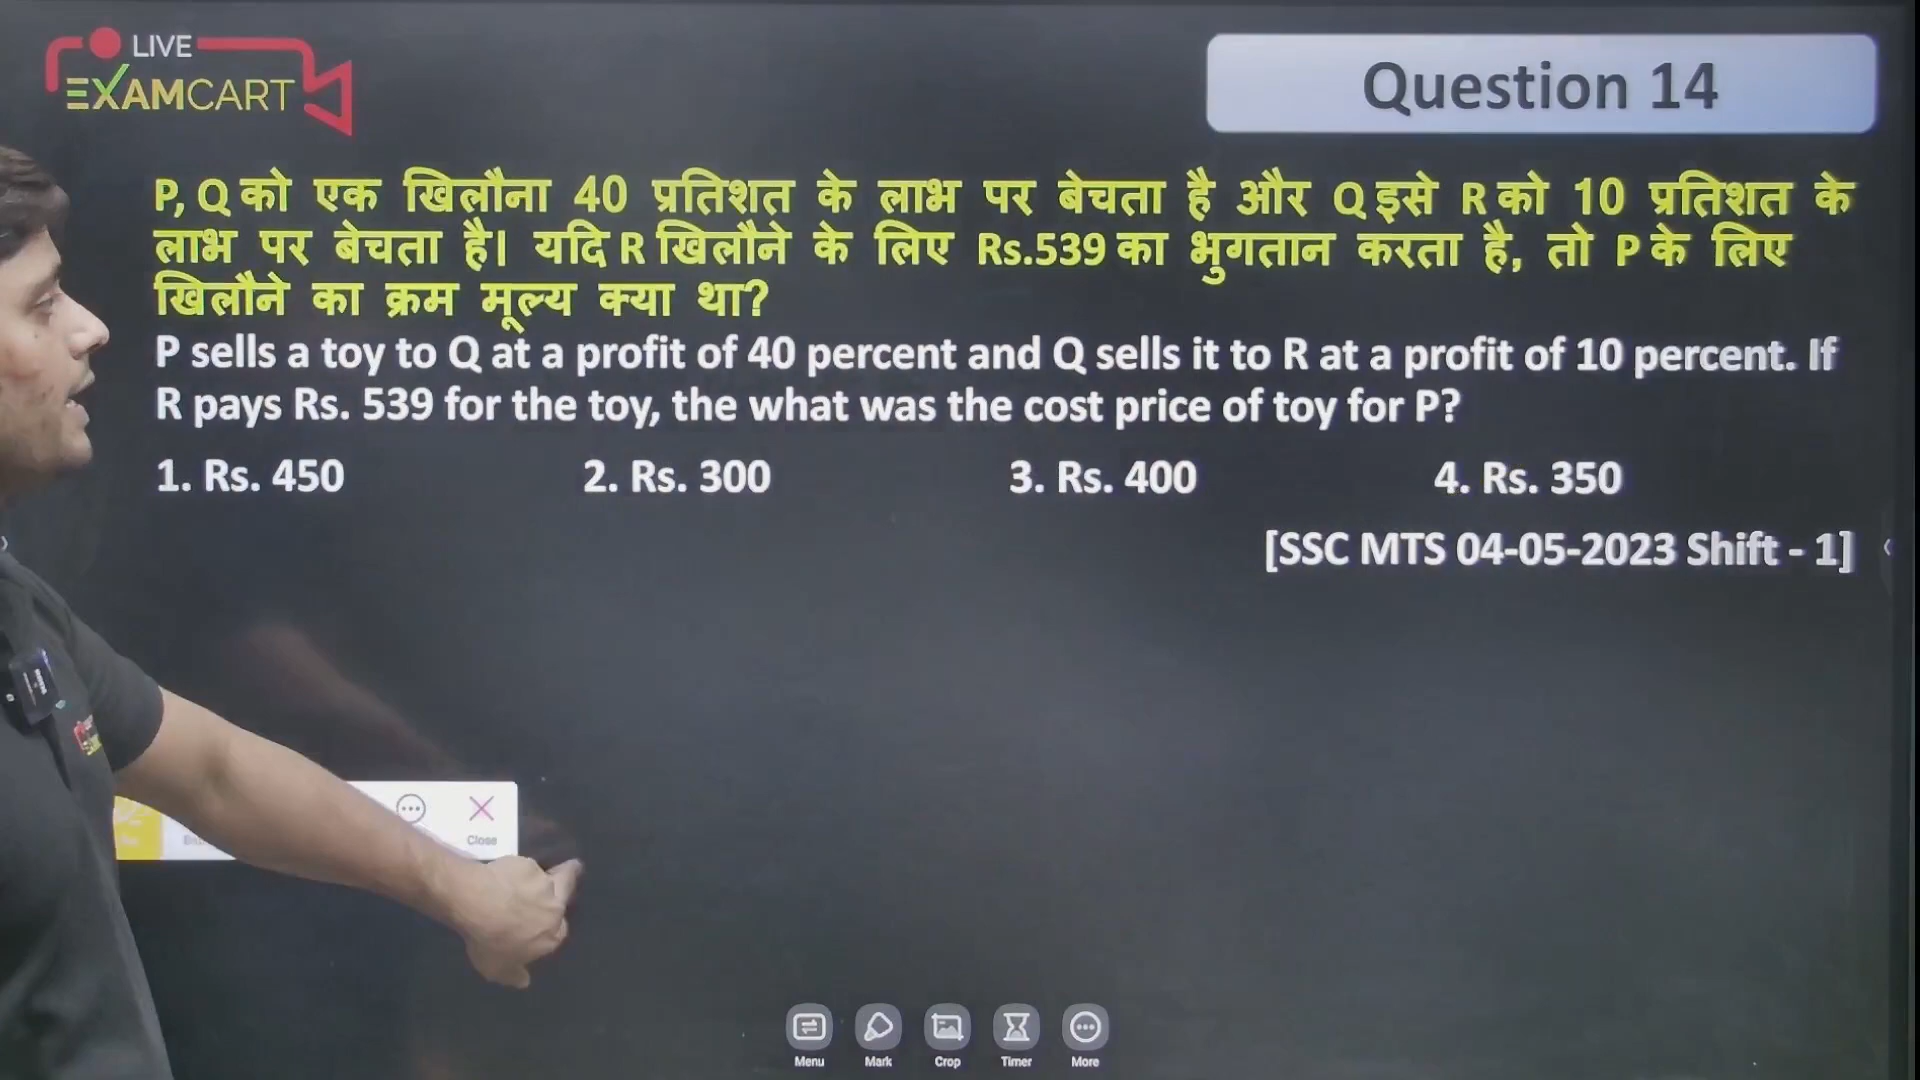 LIVE
EXAMCART
Question 14
P, Q को एक खिलौना 40 प्रतिशत के लाभ पर बेचता है और Q इसे R को 10 प्रतिशत के
लाभ पर बेचता है। यदि R खिलौने के लिए Rs.539 का भुगतान करता है, तो P के लिए
खिलौने का क्रम मूल्य क्या था?
P sells a toy to Q at a profit of 40 percent and Q sells it to R at a profit of 10 percent. If
R pays Rs. 539 for the toy, the what was the cost price of toy for P?
1. Rs. 450 2. Rs. 300 3. Rs. 400 4. Rs. 350
[SSC MTS 04-05-2023 Shift - 1]
Close
Menu Mark Crop Timer More